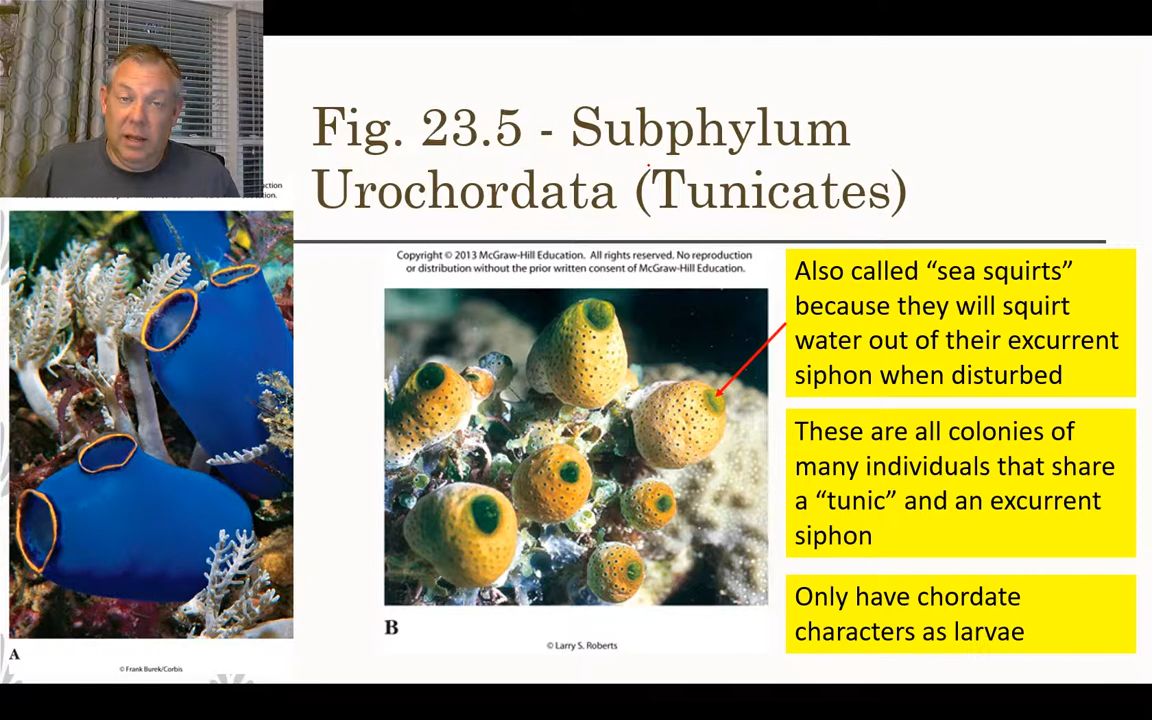 Fig. 23.5 - Subphylum
Urochordata (Tunicates)
Copyright © 2013 McGraw-Hill Education. All rights reserved. No reproduction
or distribution without the prior written consent of McGraw-Hill Education.
Also called “sea squirts”
because they will squirt
water out of their excurrent
siphon when disturbed
These are all colonies of
many individuals that share
a “tunic” and an excurrent
siphon
Only have chordate
characters as larvae
A
© Frank Burek/Corbis
B
© Larry S. Roberts